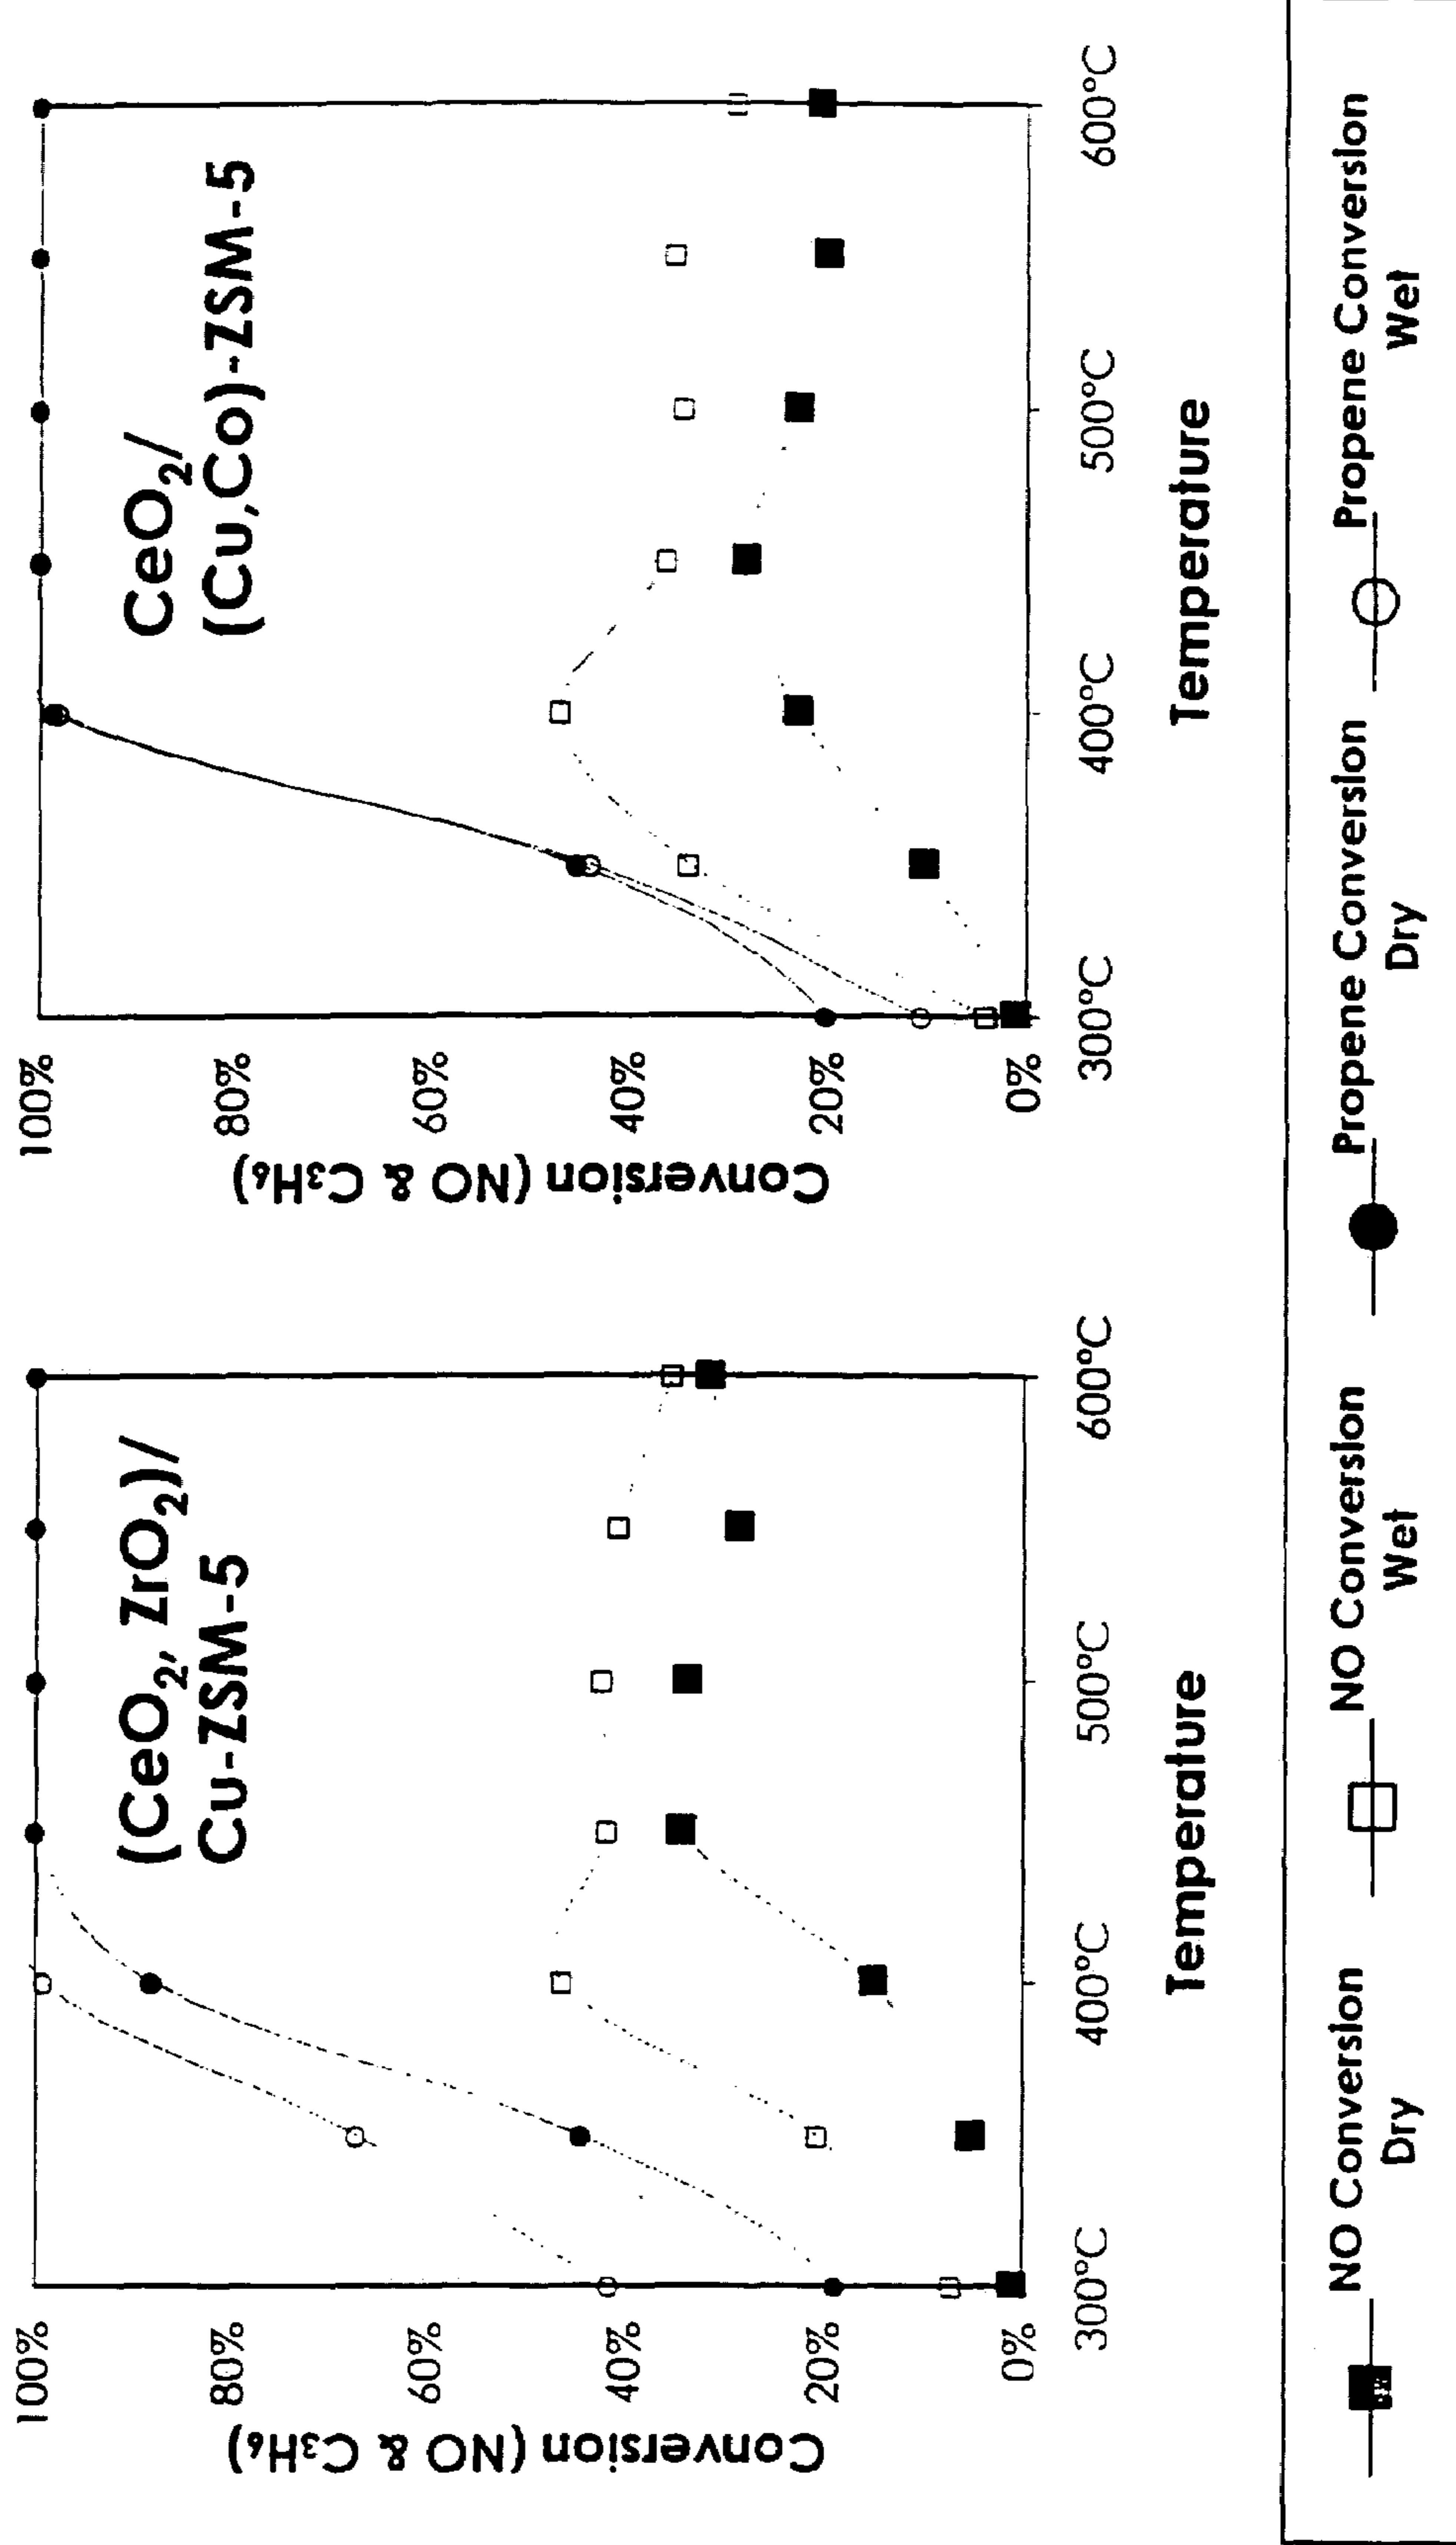 (CeO2, ZrO2)/
Cu-ZSM-5
Conversion (NO & C3H6)
100%
80%
60%
40%
20%
0%
300°C
400°C
500°C
600°C
Temperature
CeO2/
(Cu,Co)-ZSM-5
Conversion (NO & C3H6)
100%
80%
60%
40%
20%
0%
300°C
400°C
500°C
600°C
Temperature
NO Conversion
Dry
NO Conversion
Wet
Propene Conversion
Dry
Propene Conversion
Wet